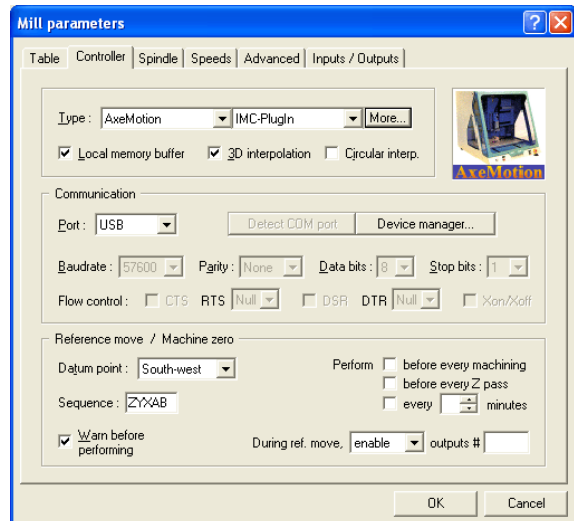 Mill parameters
Table Controller Spindle Speeds Advanced Inputs / Outputs
Type : AxeMotion IMC-PlugIn More...
Local memory buffer 3D interpolation Circular interp.
AxeMotion
Communication
Port : USB Detect COM port Device manager...
Baudrate : 57600 Parity : None Data bits : 8 Stop bits : 1
Flow control : CTS RTS Null DSR DTR Null Xon/Xoff
Reference move / Machine zero
Datum point : South-west Perform before every machining
before every Z pass
Sequence : ZYXAB every minutes
Warn before
performing During ref. move, enable outputs #
OK Cancel